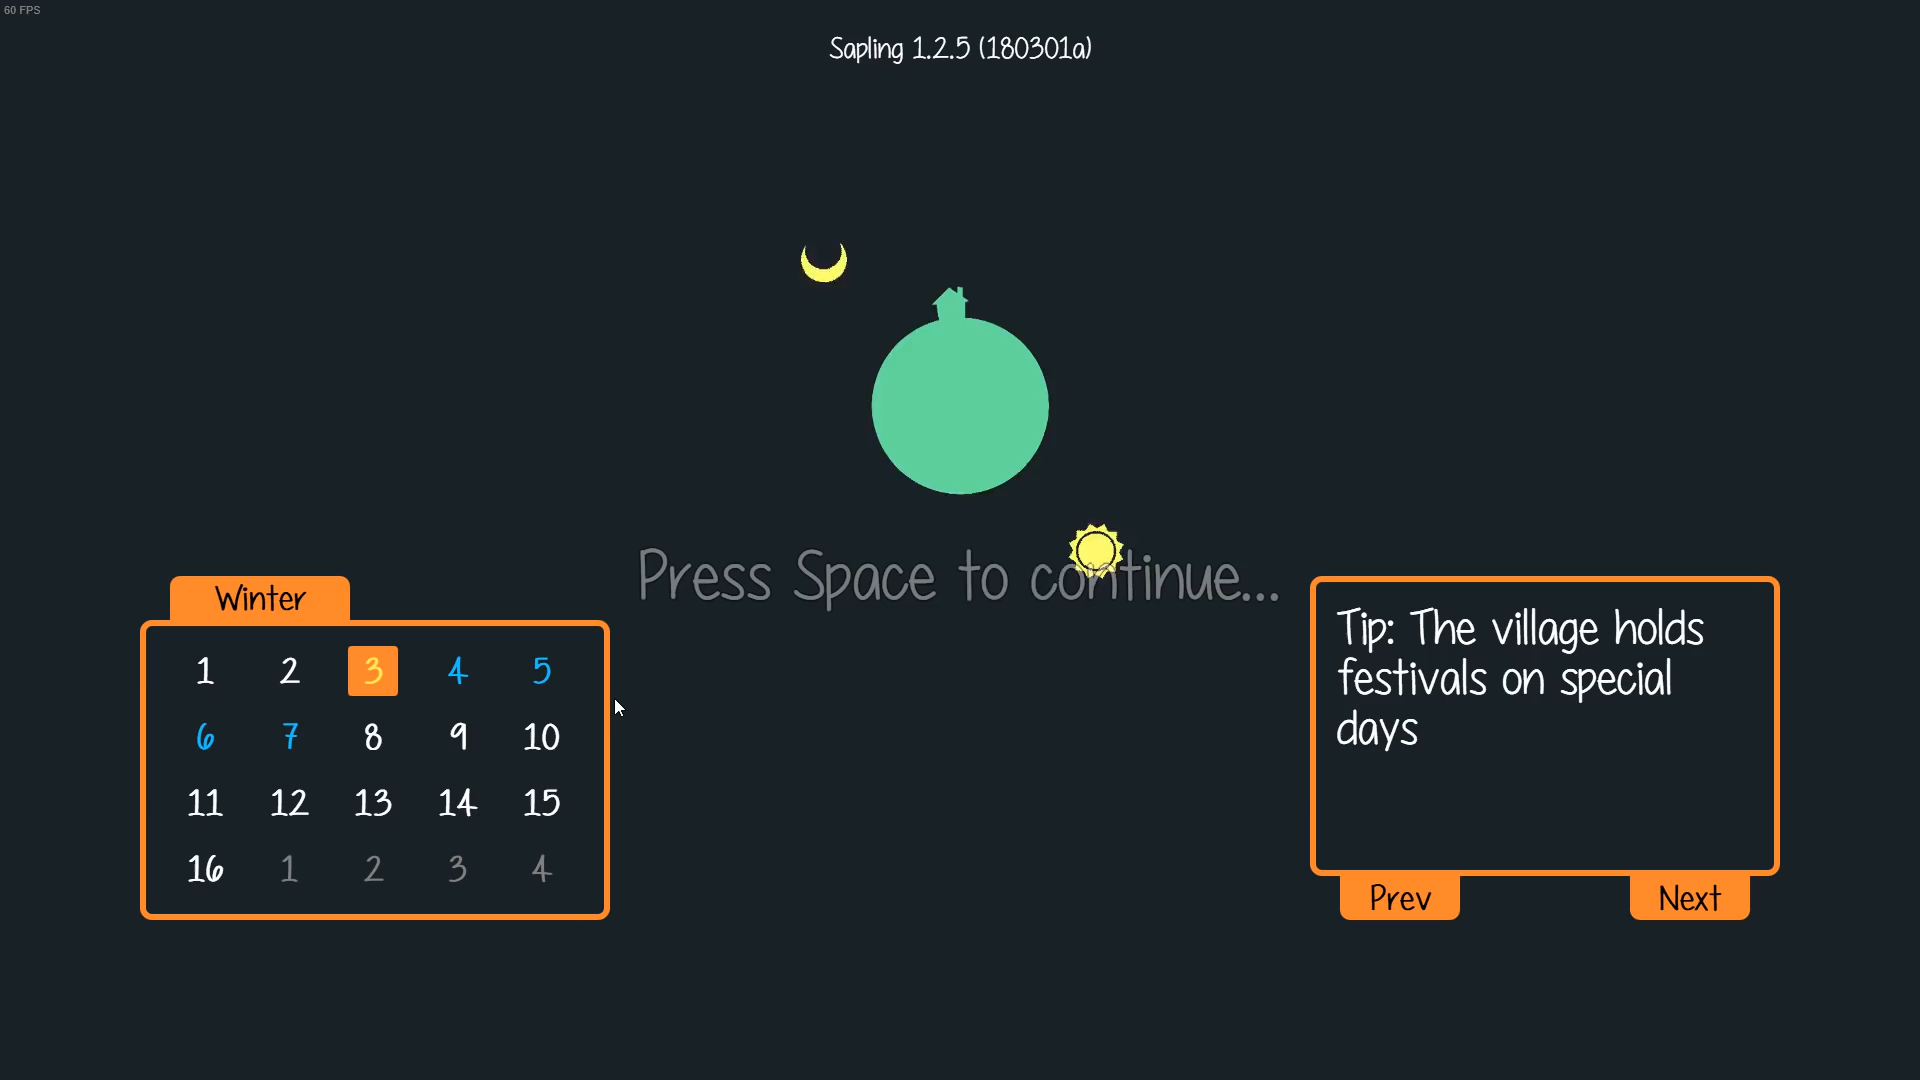 60 FPS
Sapling 1.2.5 (180301a)
Press Space to continue...
Winter
1 2 3 4 5
6 7 8 9 10
11 12 13 14 15
16 1 2 3 4
Tip: The village holds
festivals on special
days
Prev Next